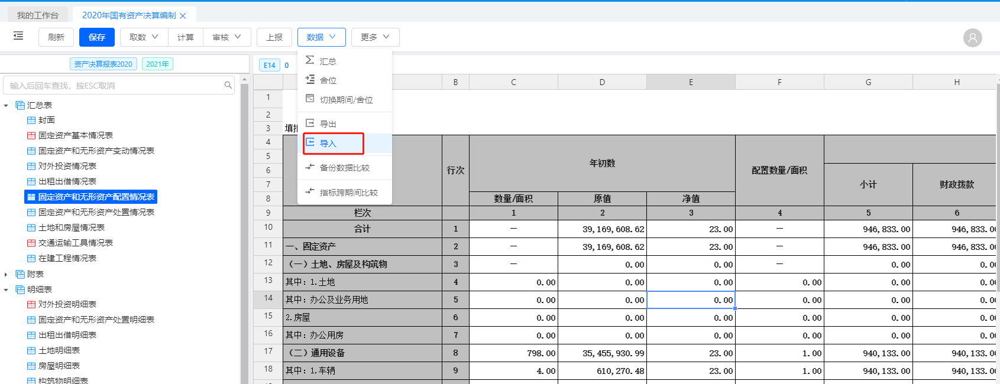 我的工作台
2020年国有资产决算编制
刷新
保存
取数
计算
审核
上报
数据
更多
资产决算报表2020
2021年
输入后回车查找，按ESC取消
汇总表
封面
固定资产基本情况表
固定资产和无形资产变动情况表
对外投资情况表
出租出借情况表
固定资产和无形资产配置情况表
固定资产和无形资产处置情况表
土地和房屋情况表
交通运输工具情况表
在建工程情况表
附表
明细表
对外投资明细表
固定资产和无形资产处置明细表
出租出借明细表
土地明细表
房屋明细表
构筑物明细表
E14 0
汇总
舍位
切换期间/舍位
导出
导入
备份数据比较
指标跨期间比较
B C D E F G H
1
2
3 填
4
5
6
7
8
行次 年初数 配置数量/面积 小计 财政拨款
数量/面积 原值 净值
9 栏次 1 2 3 4 5 6
10 合计 1 — 39,169,608.62 23.00 — 946,833.00 946,833.00
11 一、固定资产 2 — 39,169,608.62 23.00 — 946,833.00 946,833.00
12 （一）土地、房屋及构筑物 3 — 0.00 0.00 — 0.00 0.00
13 其中：1.土地 4 0.00 0.00 0.00 0.00 0.00 0.00
14 其中：办公及业务用地 5 0.00 0.00 0.00 0.00 0.00 0.00
15 2.房屋 6 0.00 0.00 0.00 0.00 0.00 0.00
16 其中：办公用房 7 0.00 0.00 0.00 0.00 0.00 0.00
17 （二）通用设备 8 798.00 35,455,930.99 23.00 1.00 940,133.00 940,133.00
18 其中：1.车辆 9 4.00 610,270.48 23.00 1.00 940,133.00 940,133.00